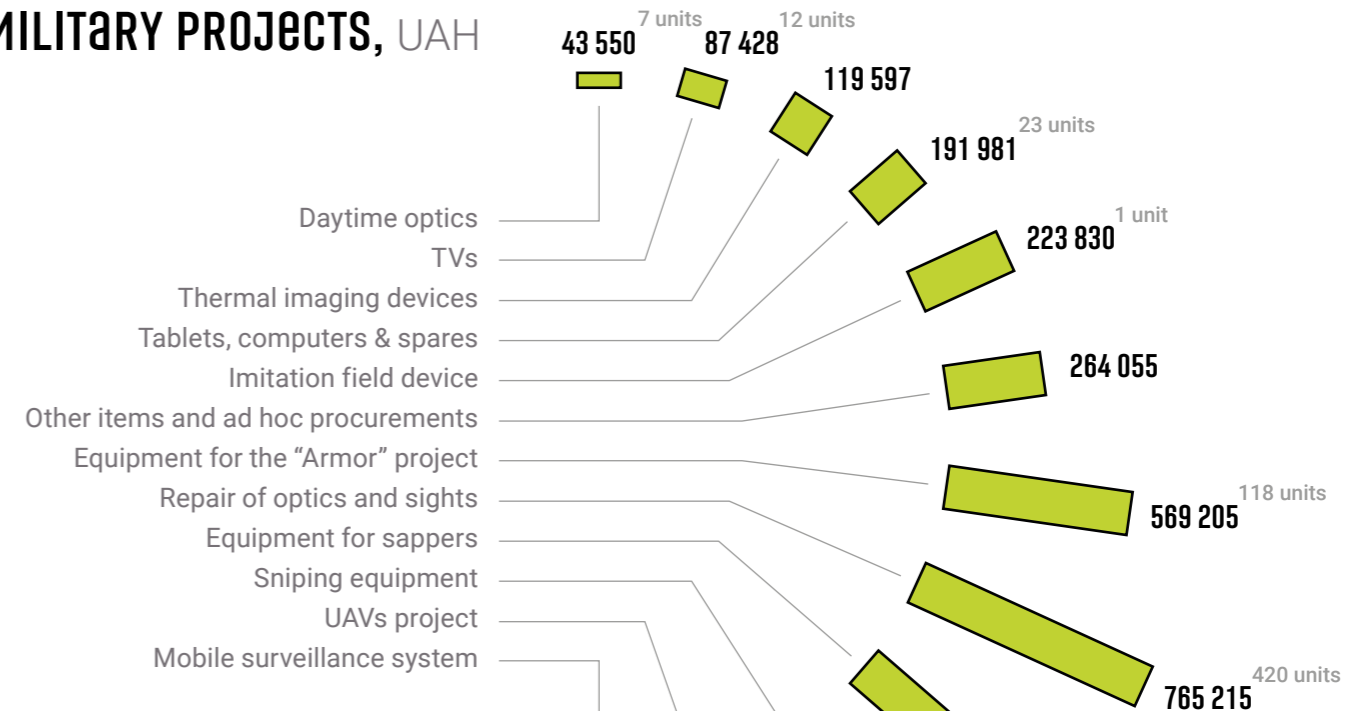 MILITARY PROJECTS, UAH
7 units
43 550
12 units
87 428
119 597
23 units
191 981
1 unit
223 830
264 055
118 units
569 205
420 units
765 215
Daytime optics
TVs
Thermal imaging devices
Tablets, computers & spares
Imitation field device
Other items and ad hoc procurements
Equipment for the “Armor” project
Repair of optics and sights
Equipment for sappers
Sniping equipment
UAVs project
Mobile surveillance system